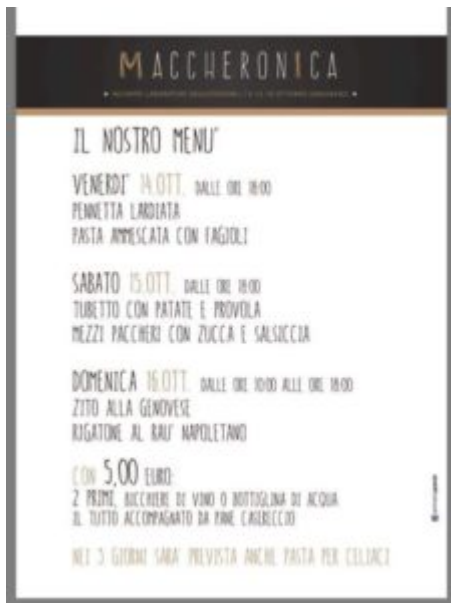 MACCHERONICA
IL NOSTRO MENU'
VENERDI' 14 OTT. DALLE ORE 18:00
PENNETTA LARDIATA
PASTA AMMESCATA CON FAGIOLI
SABATO 15 OTT. DALLE ORE 18:00
TUBETTO CON PATATE E PROVOLA
MEZZI PACCHERI CON ZUCCA E SALSICCIA
DOMENICA 16 OTT. DALLE ORE 10:00 ALLE ORE 18:00
ZITO ALLA GENOVESE
RIGATONE AL RAU' NAPOLETANO
CON 5,00 EURO:
2 PRIMI, BICCHIERE DI VINO O BOTTIGLINA DI ACQUA
IL TUTTO ACCOMPAGNATO DA PANE CASERECCIO
NEI 3 GIORNI SARA' PREVISTA ANCHE PASTA PER CELIACI